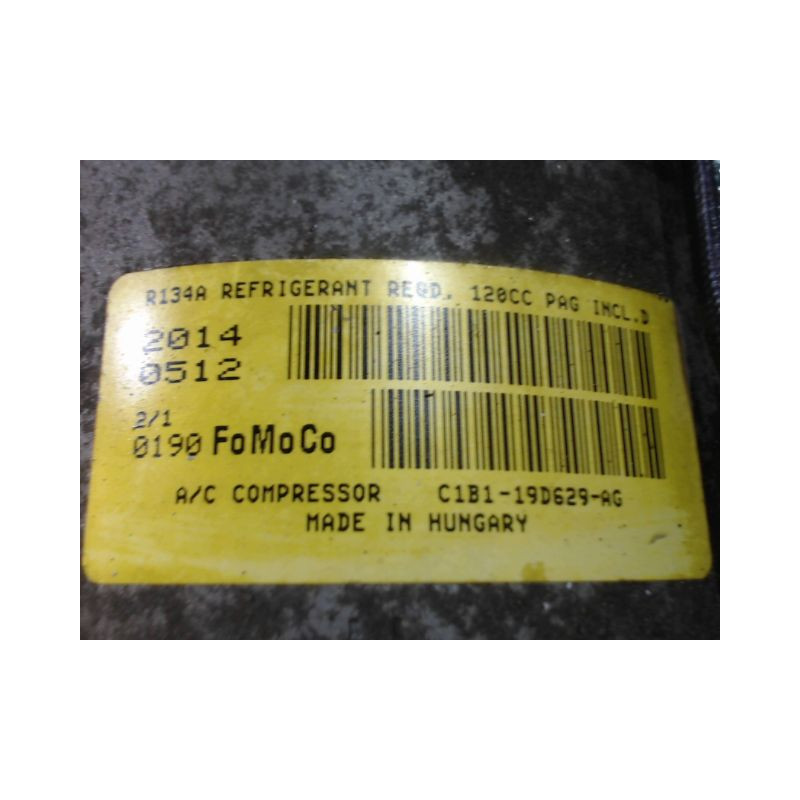 R134A REFRIGERANT REQD, 120CC PAG INCL.D
2014
0512
2/1
0190 FoMoCo
A/C COMPRESSOR C1B1-19D629-AG
MADE IN HUNGARY